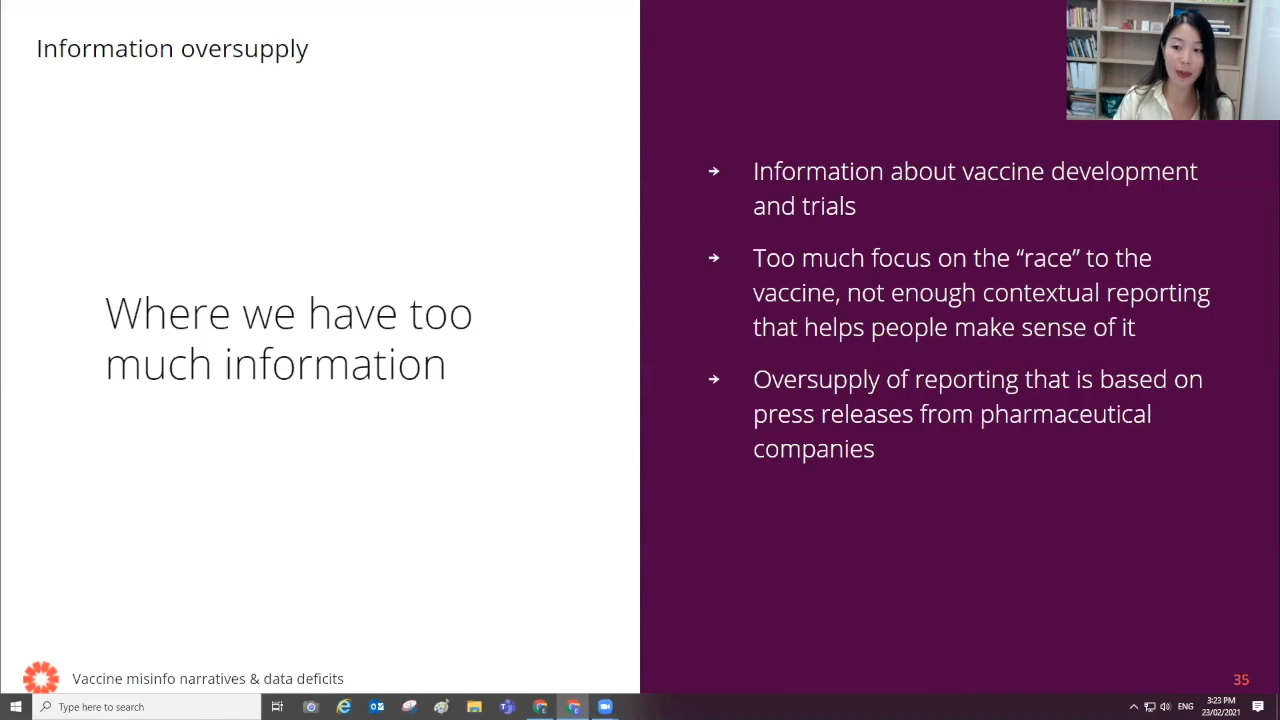 Information oversupply
Where we have too
much information
→ Information about vaccine development
and trials
→ Too much focus on the “race” to the
vaccine, not enough contextual reporting
that helps people make sense of it
→ Oversupply of reporting that is based on
press releases from pharmaceutical
companies
Vaccine misinfo narratives & data deficits
35
Type here to search
ENG
3:23 PM
23/02/2021